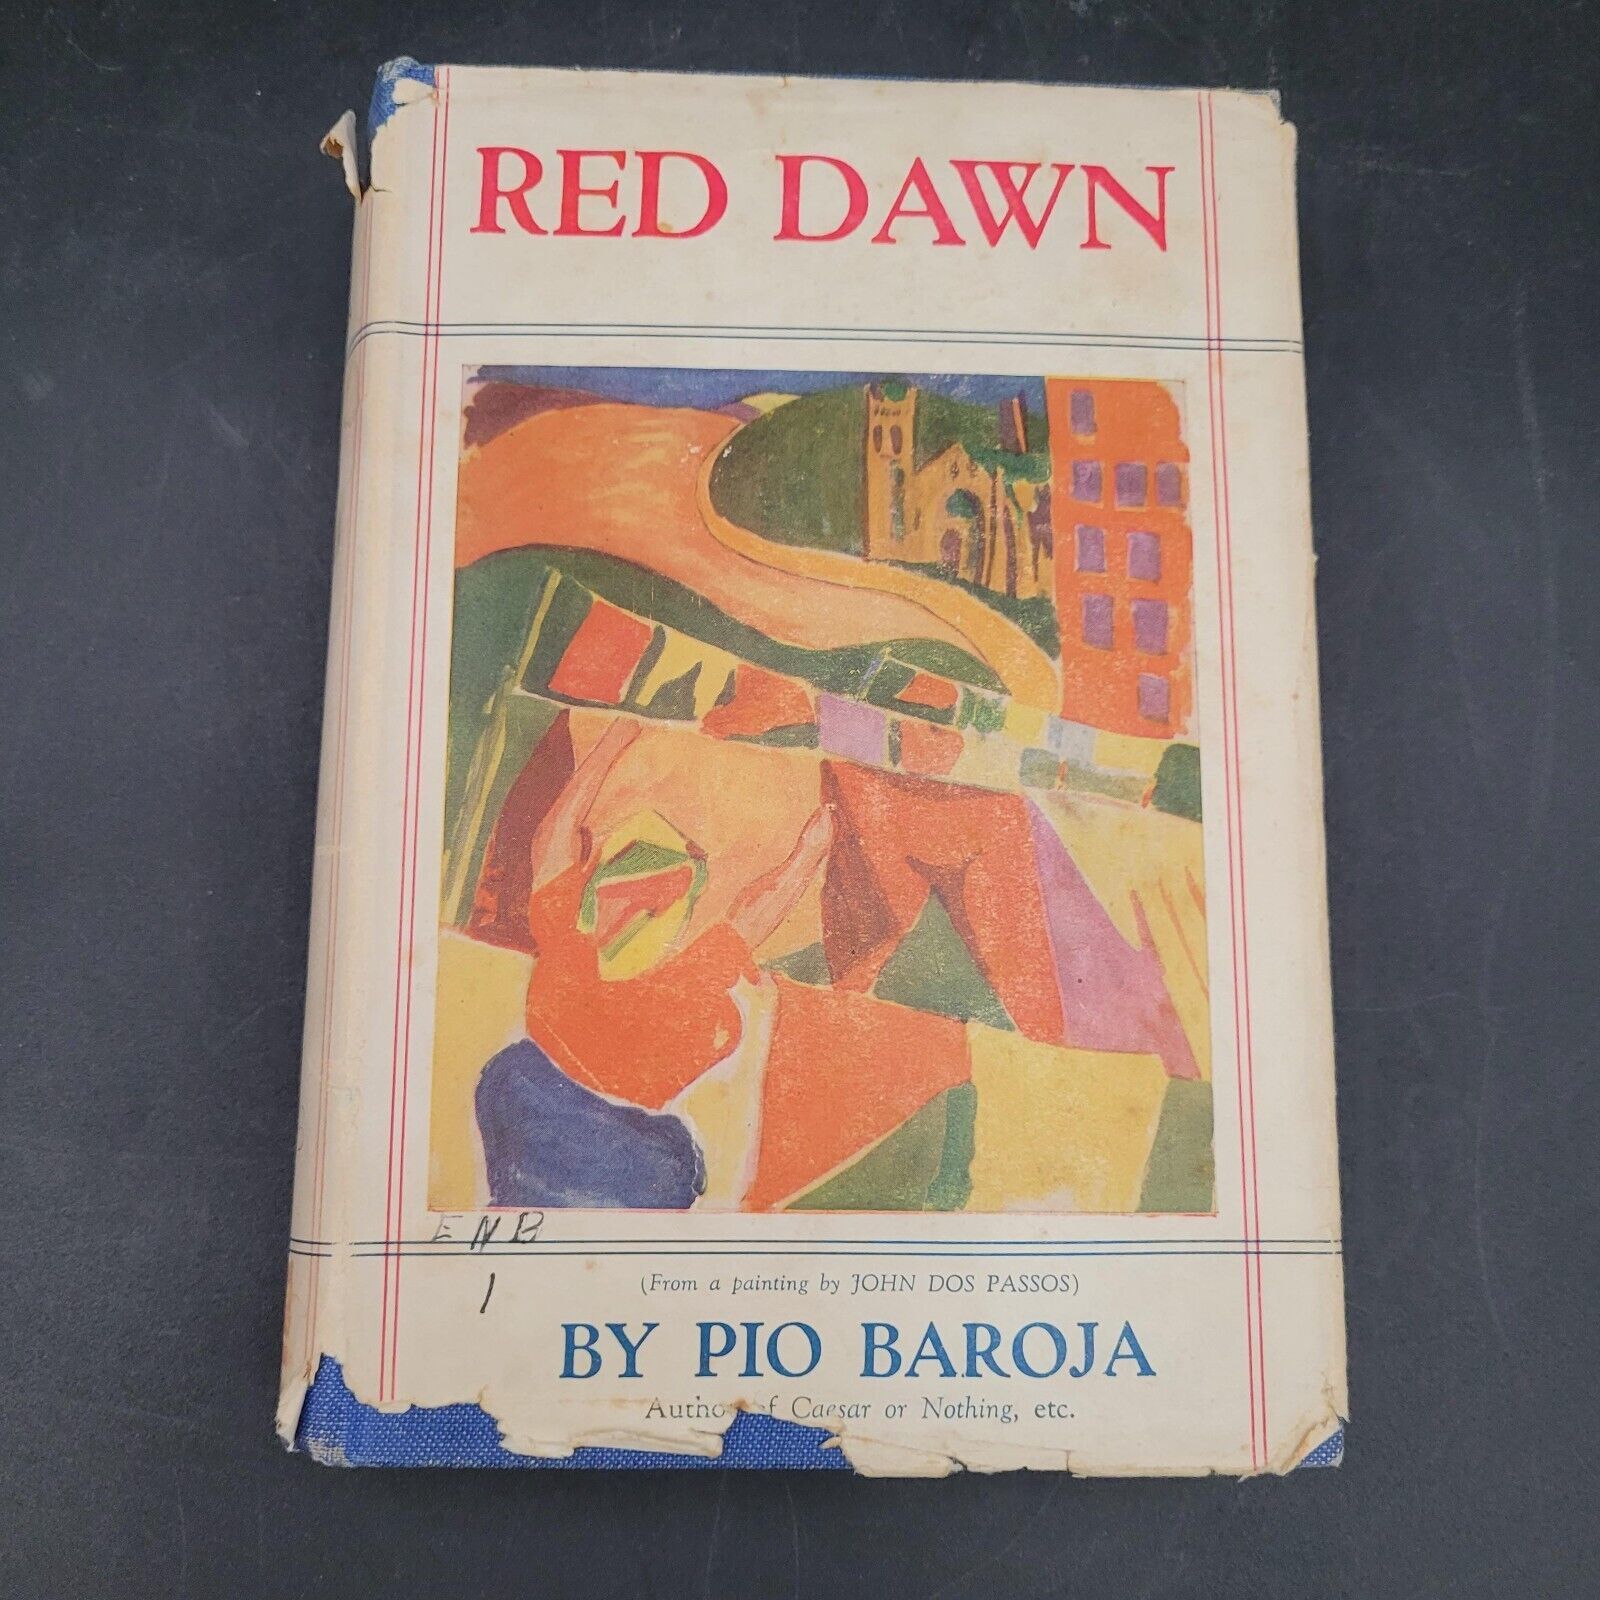 RED DAWN
ENB
1
(From a painting by JOHN DOS PASSOS)
BY PIO BAROJA
Caesar or Nothing, etc.